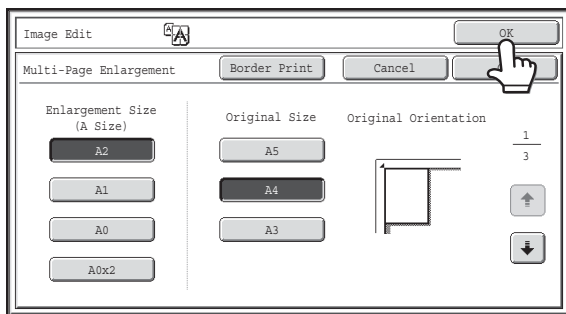 Image Edit
OK
Multi-Page Enlargement
Border Print
Cancel
Enlargement Size
(A Size)
A2
A1
A0
A0x2
Original Size
A5
A4
A3
Original Orientation
1
3